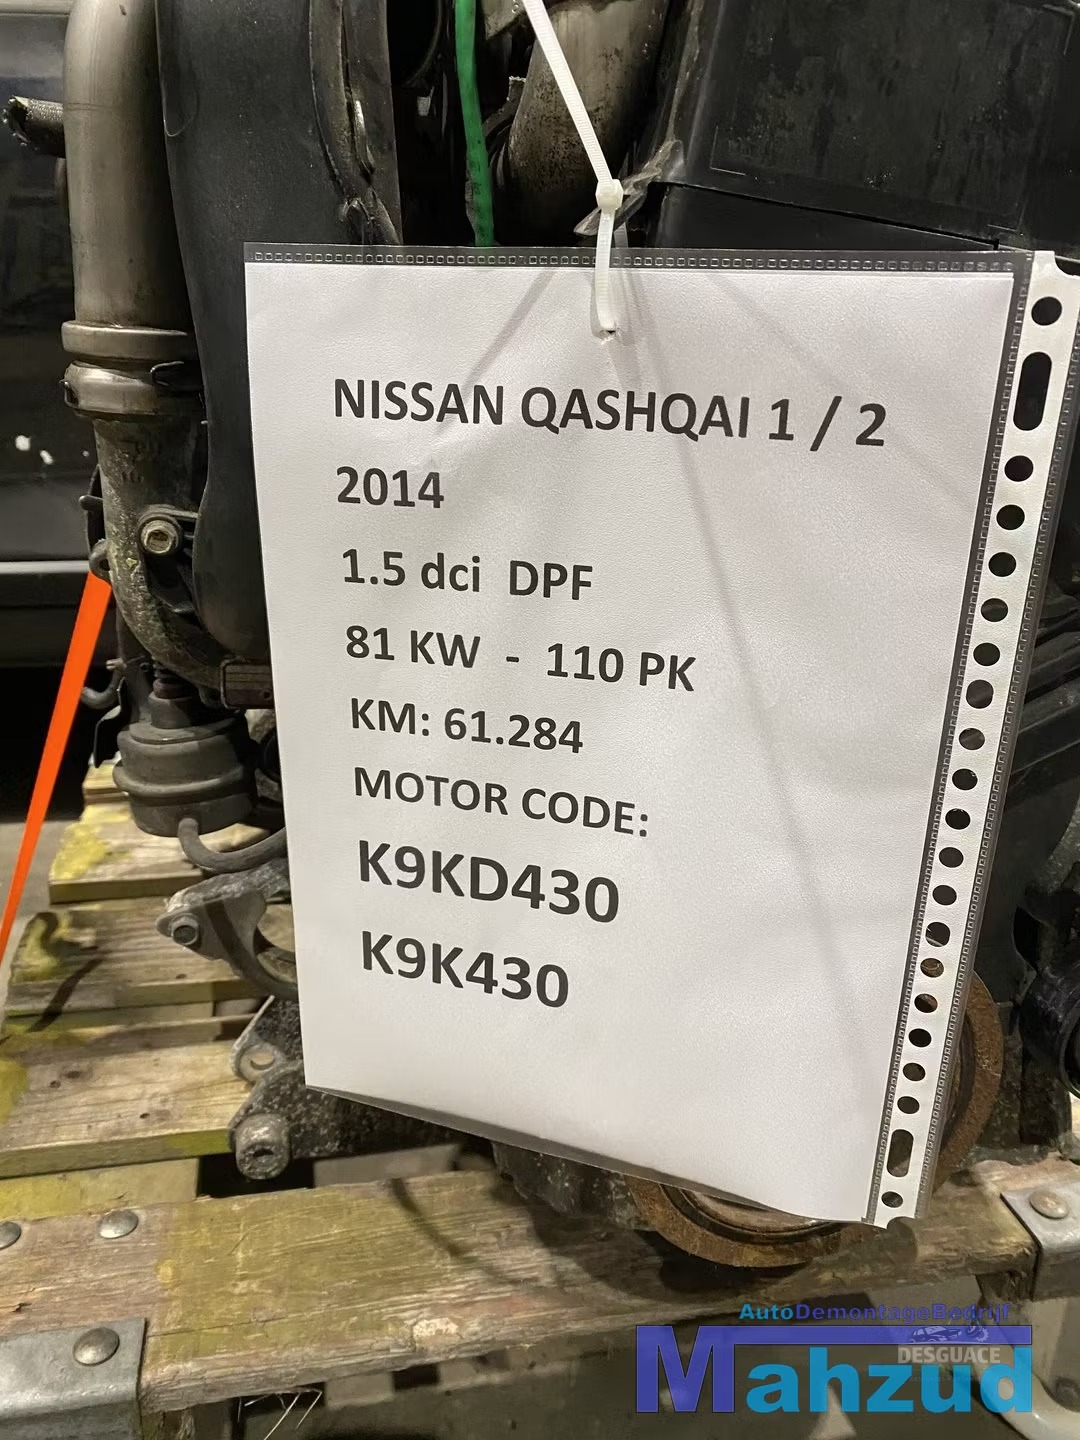 NISSAN QASHQAI 1 / 2
2014
1.5 dci DPF
81 KW - 110 PK
KM: 61.284
MOTOR CODE:
K9KD430
K9K430
AutoDemontageBedrijf
DESGUACE
Mahzud